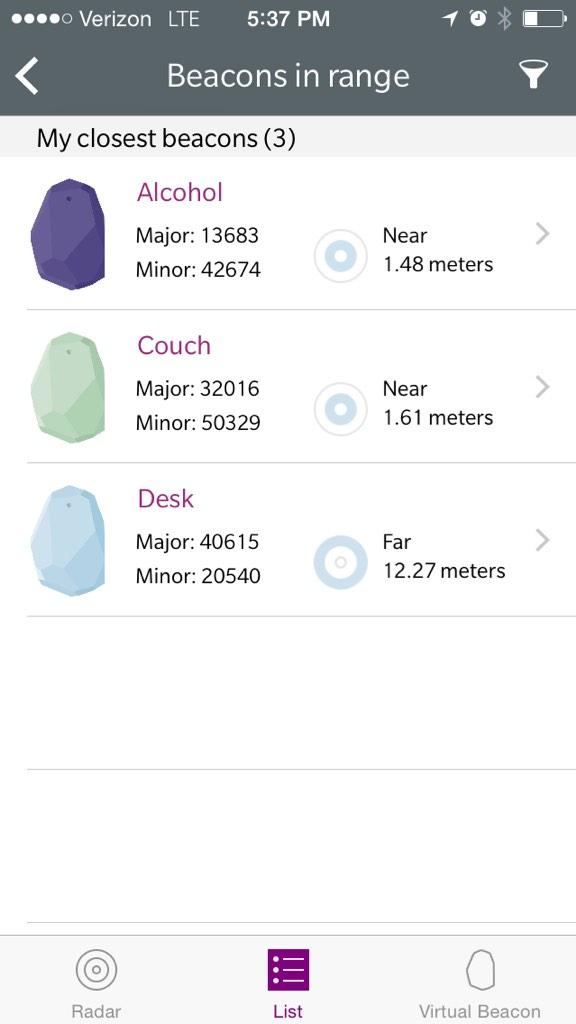 Verizon LTE 5:37 PM
Beacons in range
My closest beacons (3)
Alcohol
Major: 13683
Minor: 42674
Near
1.48 meters
Couch
Major: 32016
Minor: 50329
Near
1.61 meters
Desk
Major: 40615
Minor: 20540
Far
12.27 meters
Radar
List
Virtual Beacon